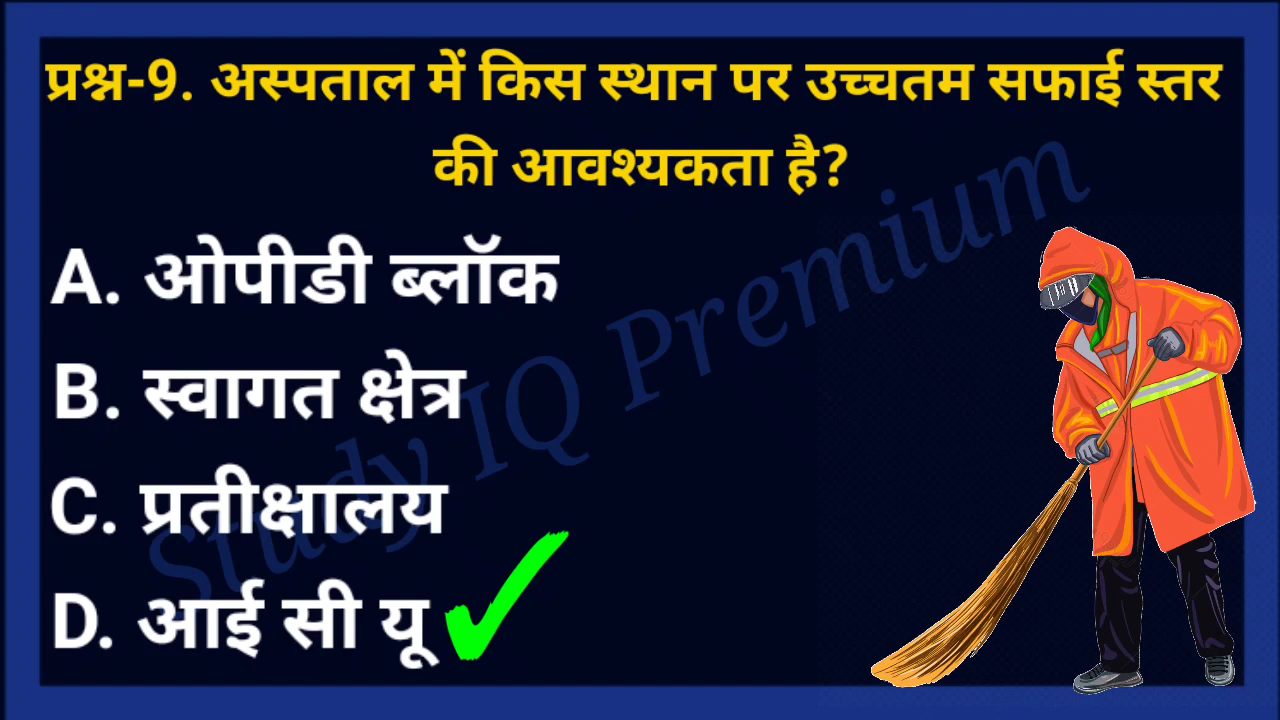 प्रश्न-9. अस्पताल में किस स्थान पर उच्चतम सफाई स्तर
की आवश्यकता है?
A. ओपीडी ब्लॉक
B. स्वागत क्षेत्र
C. प्रतीक्षालय
D. आई सी यू
Study IQ Premium